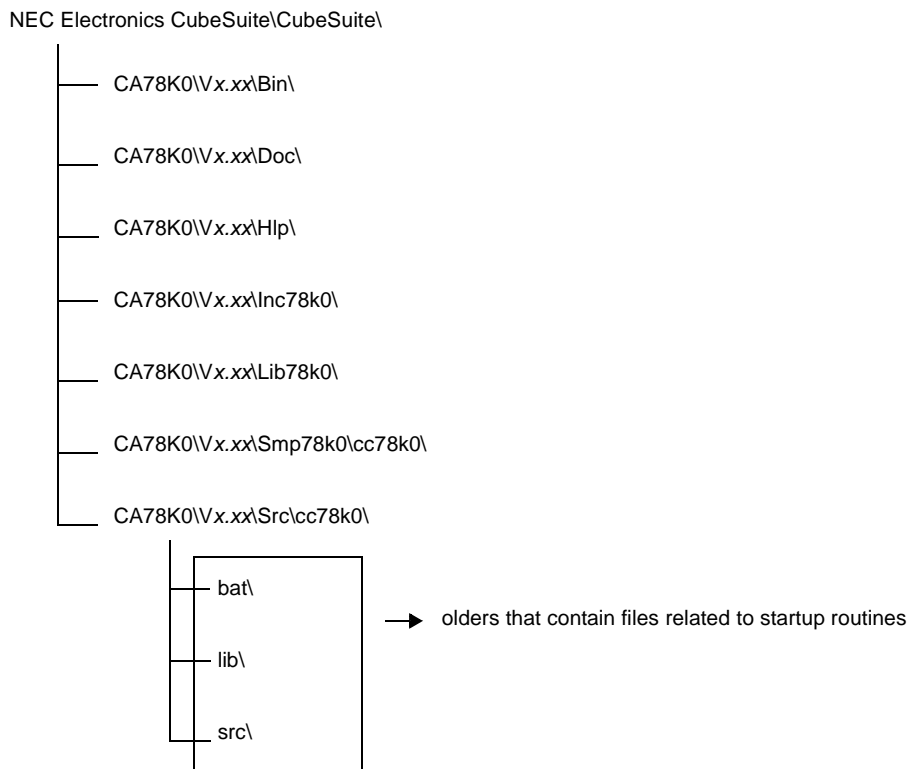 NEC Electronics CubeSuite\CubeSuite\
CA78K0\Vx.xx\Bin\
CA78K0\Vx.xx\Doc\
CA78K0\Vx.xx\Hlp\
CA78K0\Vx.xx\Inc78k0\
CA78K0\Vx.xx\Lib78k0\
CA78K0\Vx.xx\Smp78k0\cc78k0\
CA78K0\Vx.xx\Src\cc78k0\
bat\
olders that contain files related to startup routines
lib\
src\